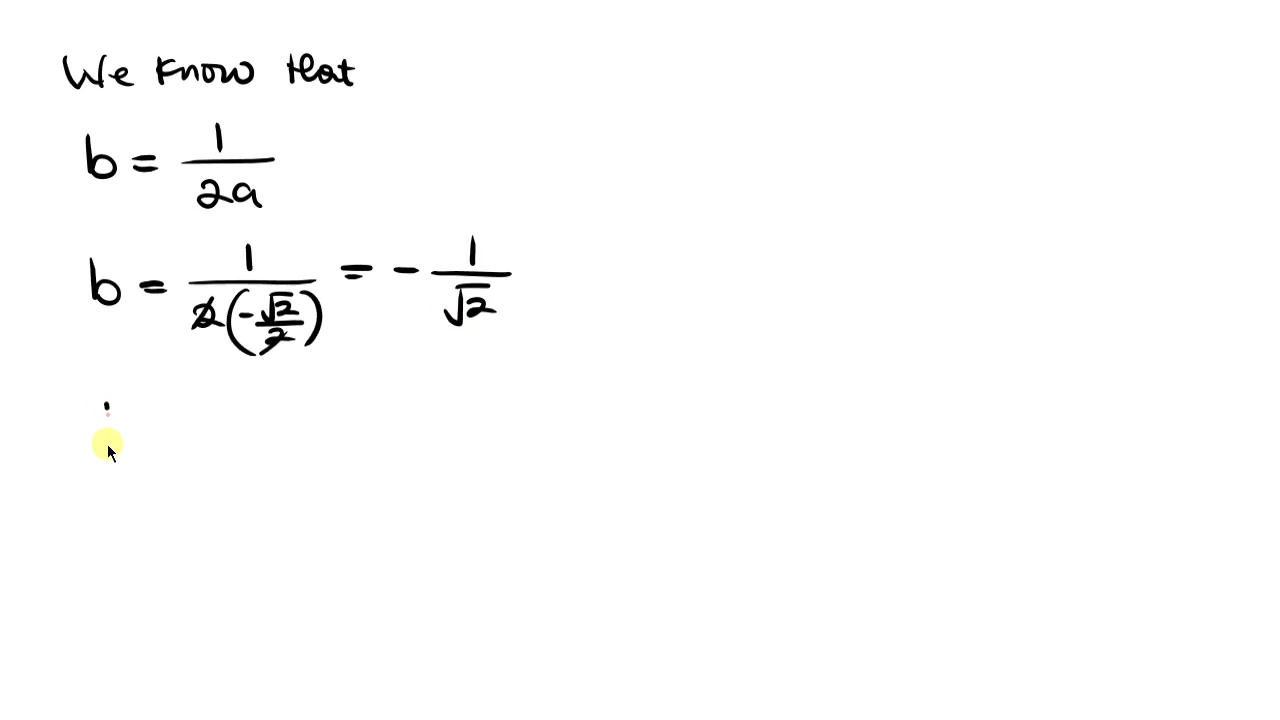 We know that
b = 1/2a
b = 1/2(-√2/2) = - 1/√2